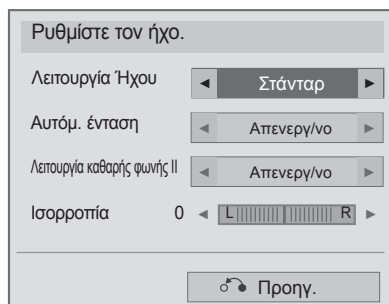 Ρυθμίστε τον ήχο.
Λειτουργία Ήχου ◄ Στάνταρ ►
Αυτόμ. ένταση ◄ Απενεργ/νο ►
Λειτουργία καθαρής φωνής II ◄ Απενεργ/νο ►
Ισορροπία 0 ◄ L R ►
Προηγ.